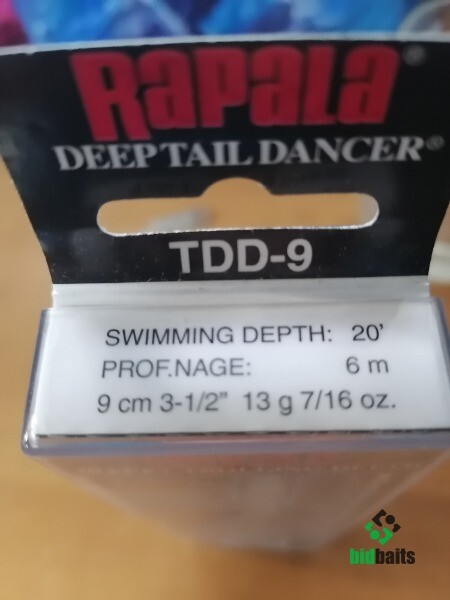 RAPALA®
DEEP TAIL DANCER®
TDD-9
SWIMMING DEPTH: 20'
PROF.NAGE: 6 m
9 cm 3-1/2" 13 g 7/16 oz.
bidbaits